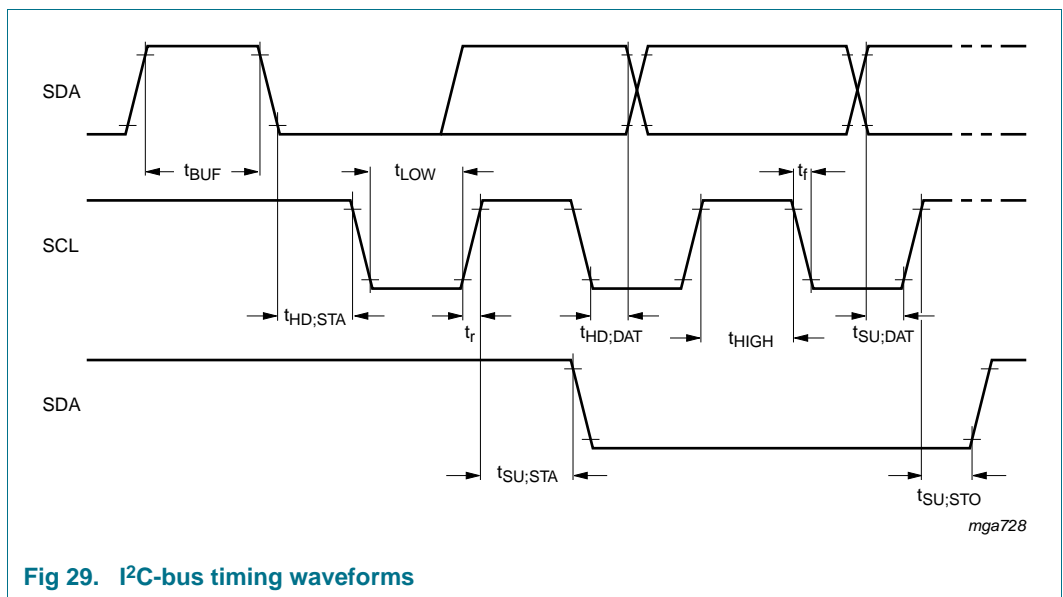 SDA
tBUF
tLOW
tf
SCL
tHD;STA
tr
tHD;DAT
tHIGH
tSU;DAT
SDA
tSU;STA
tSU;STO
mga728
Fig 29. I²C-bus timing waveforms